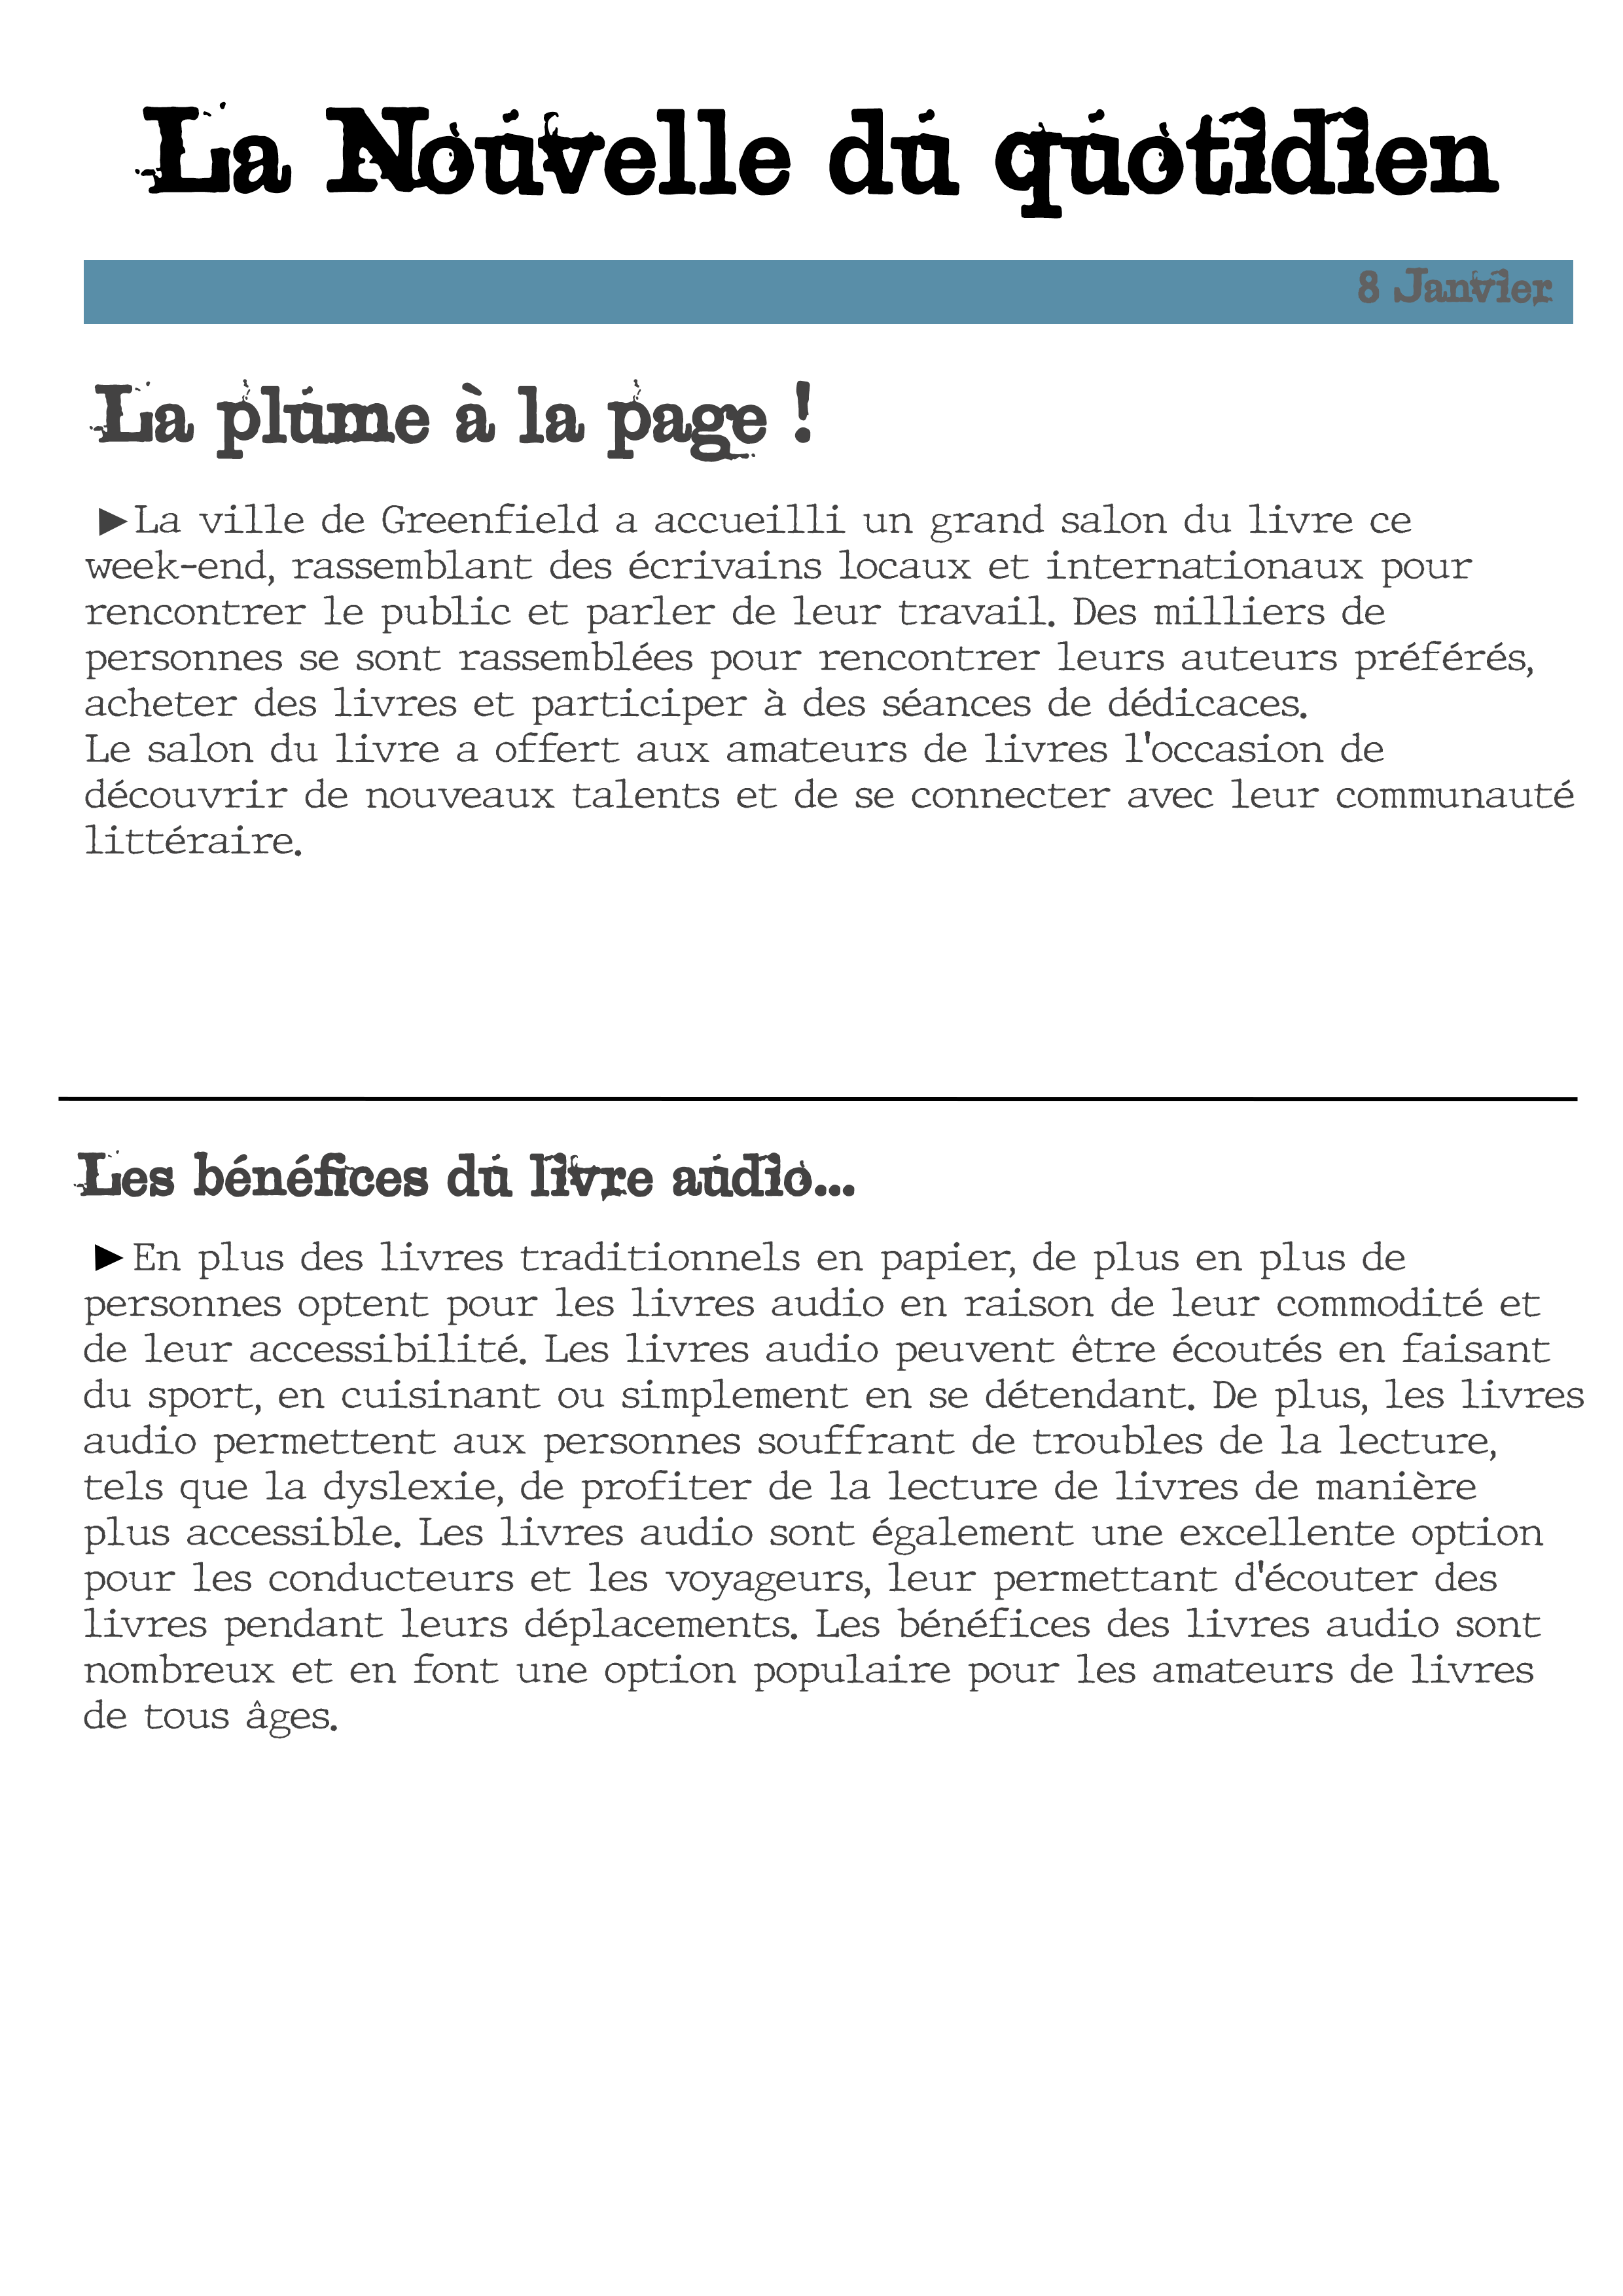 La Nouvelle du quotidien
8 Janvier
La plume à la page !
►La ville de Greenfield a accueilli un grand salon du livre ce
week-end, rassemblant des écrivains locaux et internationaux pour
rencontrer le public et parler de leur travail. Des milliers de
personnes se sont rassemblées pour rencontrer leurs auteurs préférés,
acheter des livres et participer à des séances de dédicaces.
Le salon du livre a offert aux amateurs de livres l'occasion de
découvrir de nouveaux talents et de se connecter avec leur communauté
littéraire.
Les bénéfices du livre audio...
►En plus des livres traditionnels en papier, de plus en plus de
personnes optent pour les livres audio en raison de leur commodité et
de leur accessibilité. Les livres audio peuvent être écoutés en faisant
du sport, en cuisinant ou simplement en se détendant. De plus, les livres
audio permettent aux personnes souffrant de troubles de la lecture,
tels que la dyslexie, de profiter de la lecture de livres de manière
plus accessible. Les livres audio sont également une excellente option
pour les conducteurs et les voyageurs, leur permettant d'écouter des
livres pendant leurs déplacements. Les bénéfices des livres audio sont
nombreux et en font une option populaire pour les amateurs de livres
de tous âges.